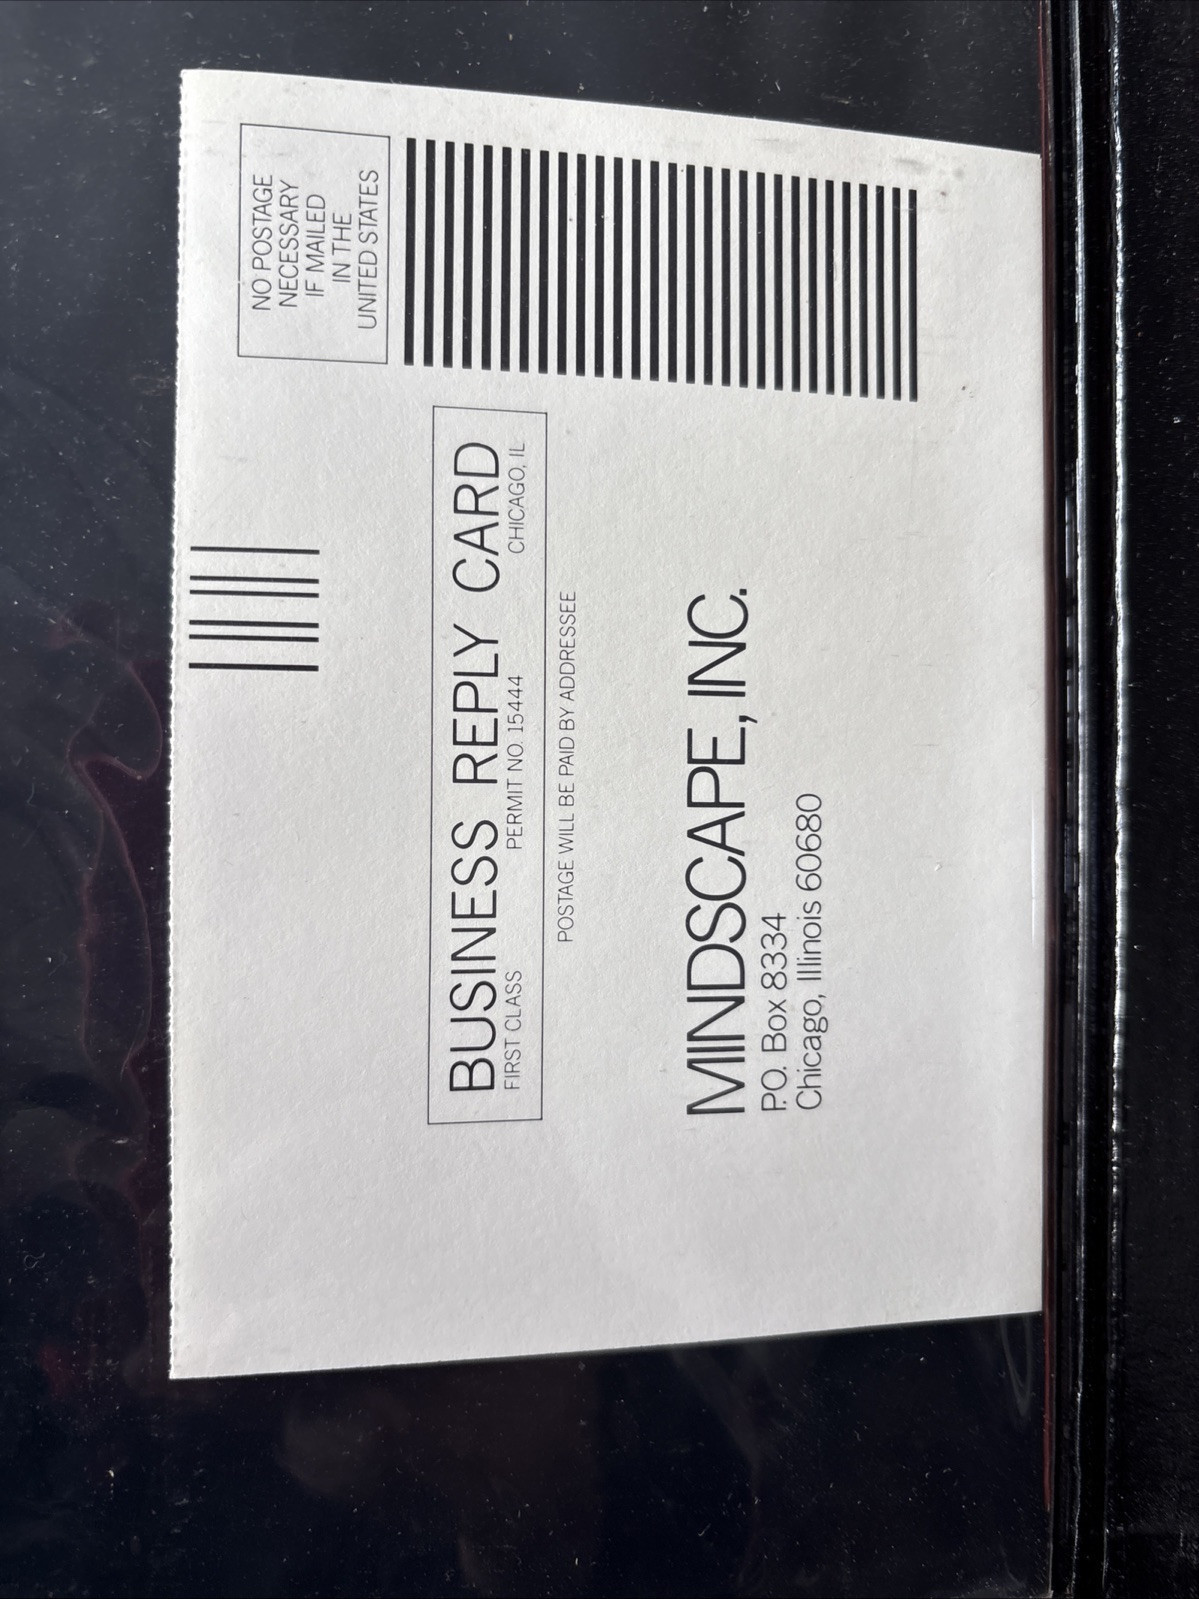 NO POSTAGE
NECESSARY
IF MAILED
IN THE
UNITED STATES
BUSINESS REPLY CARD
FIRST CLASS PERMIT NO. 15444 CHICAGO, IL
POSTAGE WILL BE PAID BY ADDRESSEE
MINDSCAPE, INC.
P.O. Box 8334
Chicago, Illinois 60680